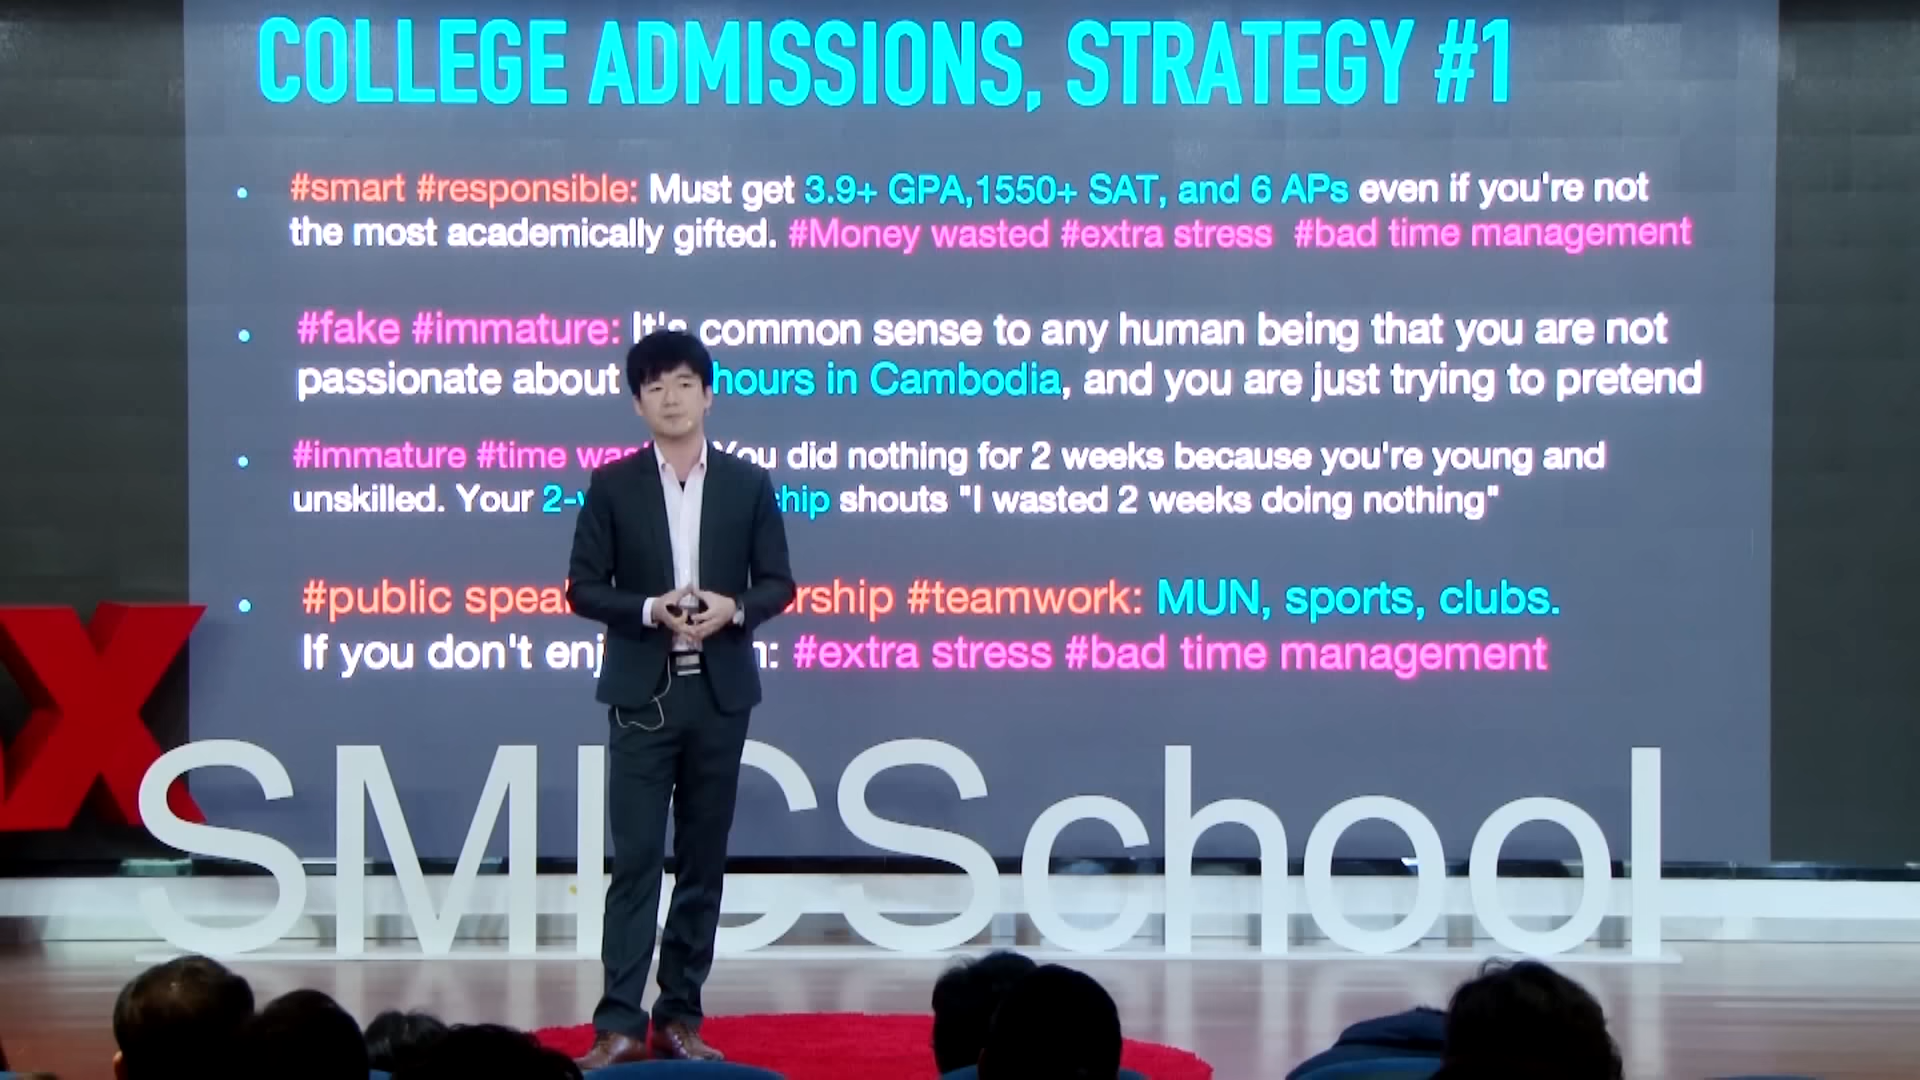 COLLEGE ADMISSIONS, STRATEGY #1
• #smart #responsible: Must get 3.9+ GPA,1550+ SAT, and 6 APs even if you're not
the most academically gifted. #Money wasted #extra stress #bad time management
• #fake #immature: It's common sense to any human being that you are not
passionate about hours in Cambodia, and you are just trying to pretend
• #immature #time You did nothing for 2 weeks because you're young and
unskilled. Your shouts "I wasted 2 weeks doing nothing"
• #public #teamwork: MUN, sports, clubs.
If you don't #extra stress #bad time management
X
SMICSchool